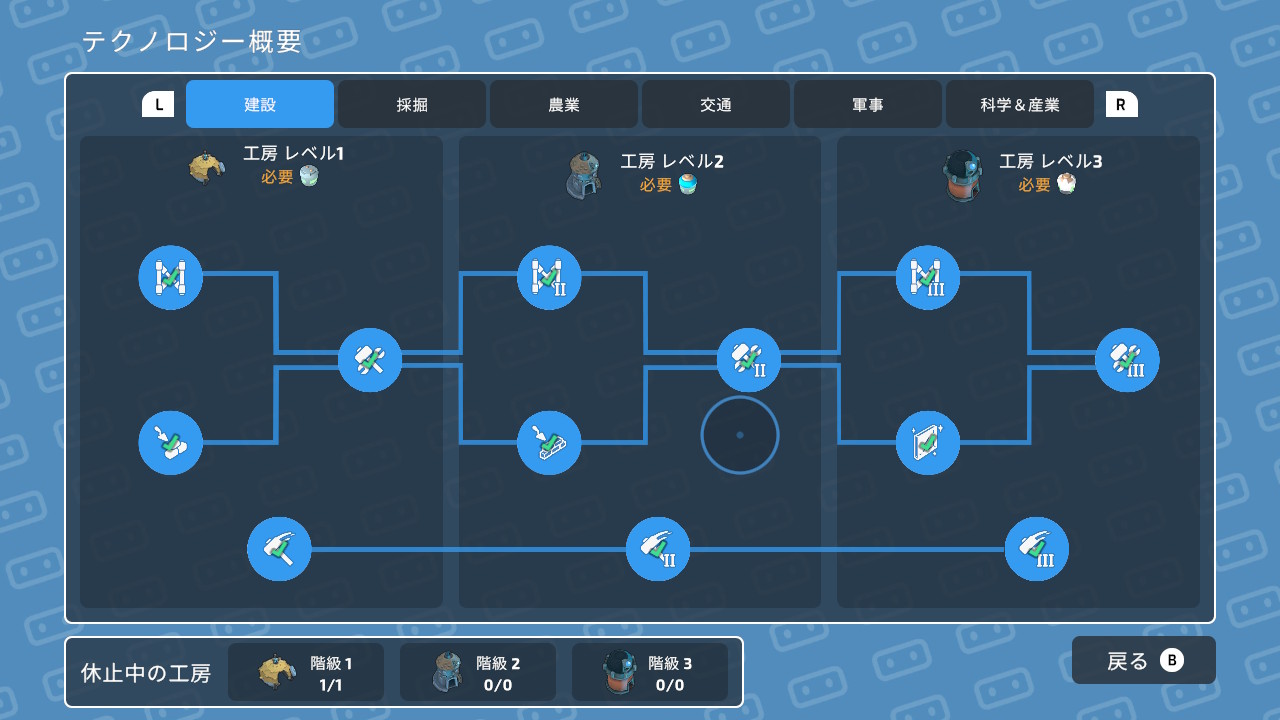 テクノロジー概要
L 建設 採掘 農業 交通 軍事 科学＆産業 R
工房 レベル1
必要
工房 レベル2
必要
工房 レベル3
必要
II
III
II
III
II
III
休止中の工房
階級 1
1/1
階級 2
0/0
階級 3
0/0
戻る B